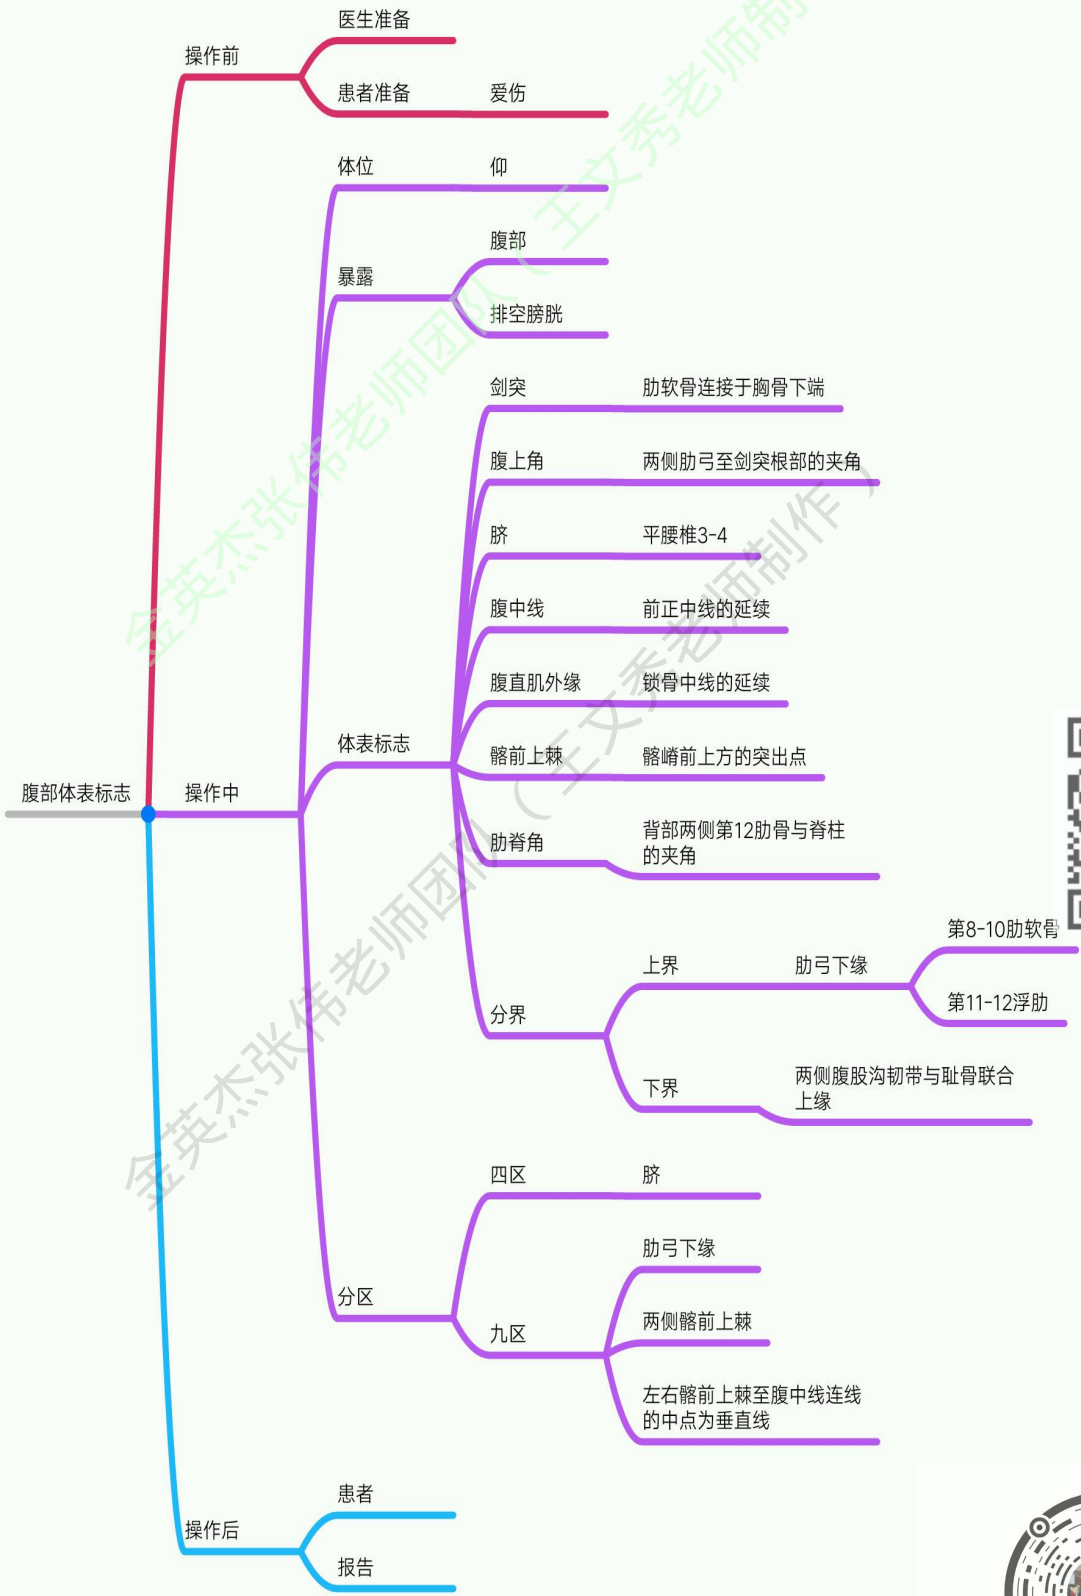 医生准备
操作前
患者准备
爱伤
体位
仰
腹部
暴露
排空膀胱
剑突
肋软骨连接于胸骨下端
腹上角
两侧肋弓至剑突根部的夹角
脐
平腰椎3-4
腹中线
前正中线的延续
腹直肌外缘
锁骨中线的延续
体表标志
髂前上棘
髂嵴前上方的突出点
腹部体表标志
操作中
肋脊角
背部两侧第12肋骨与脊柱
的夹角
第8-10肋软骨
上界
肋弓下缘
第11-12浮肋
分界
下界
两侧腹股沟韧带与耻骨联合
上缘
四区
脐
肋弓下缘
分区
九区
两侧髂前上棘
左右髂前上棘至腹中线连线
的中点为垂直线
患者
操作后
报告
金英杰张伟老师团队（王文秀老师制
金英杰张伟老师团队（王文秀老师制作）